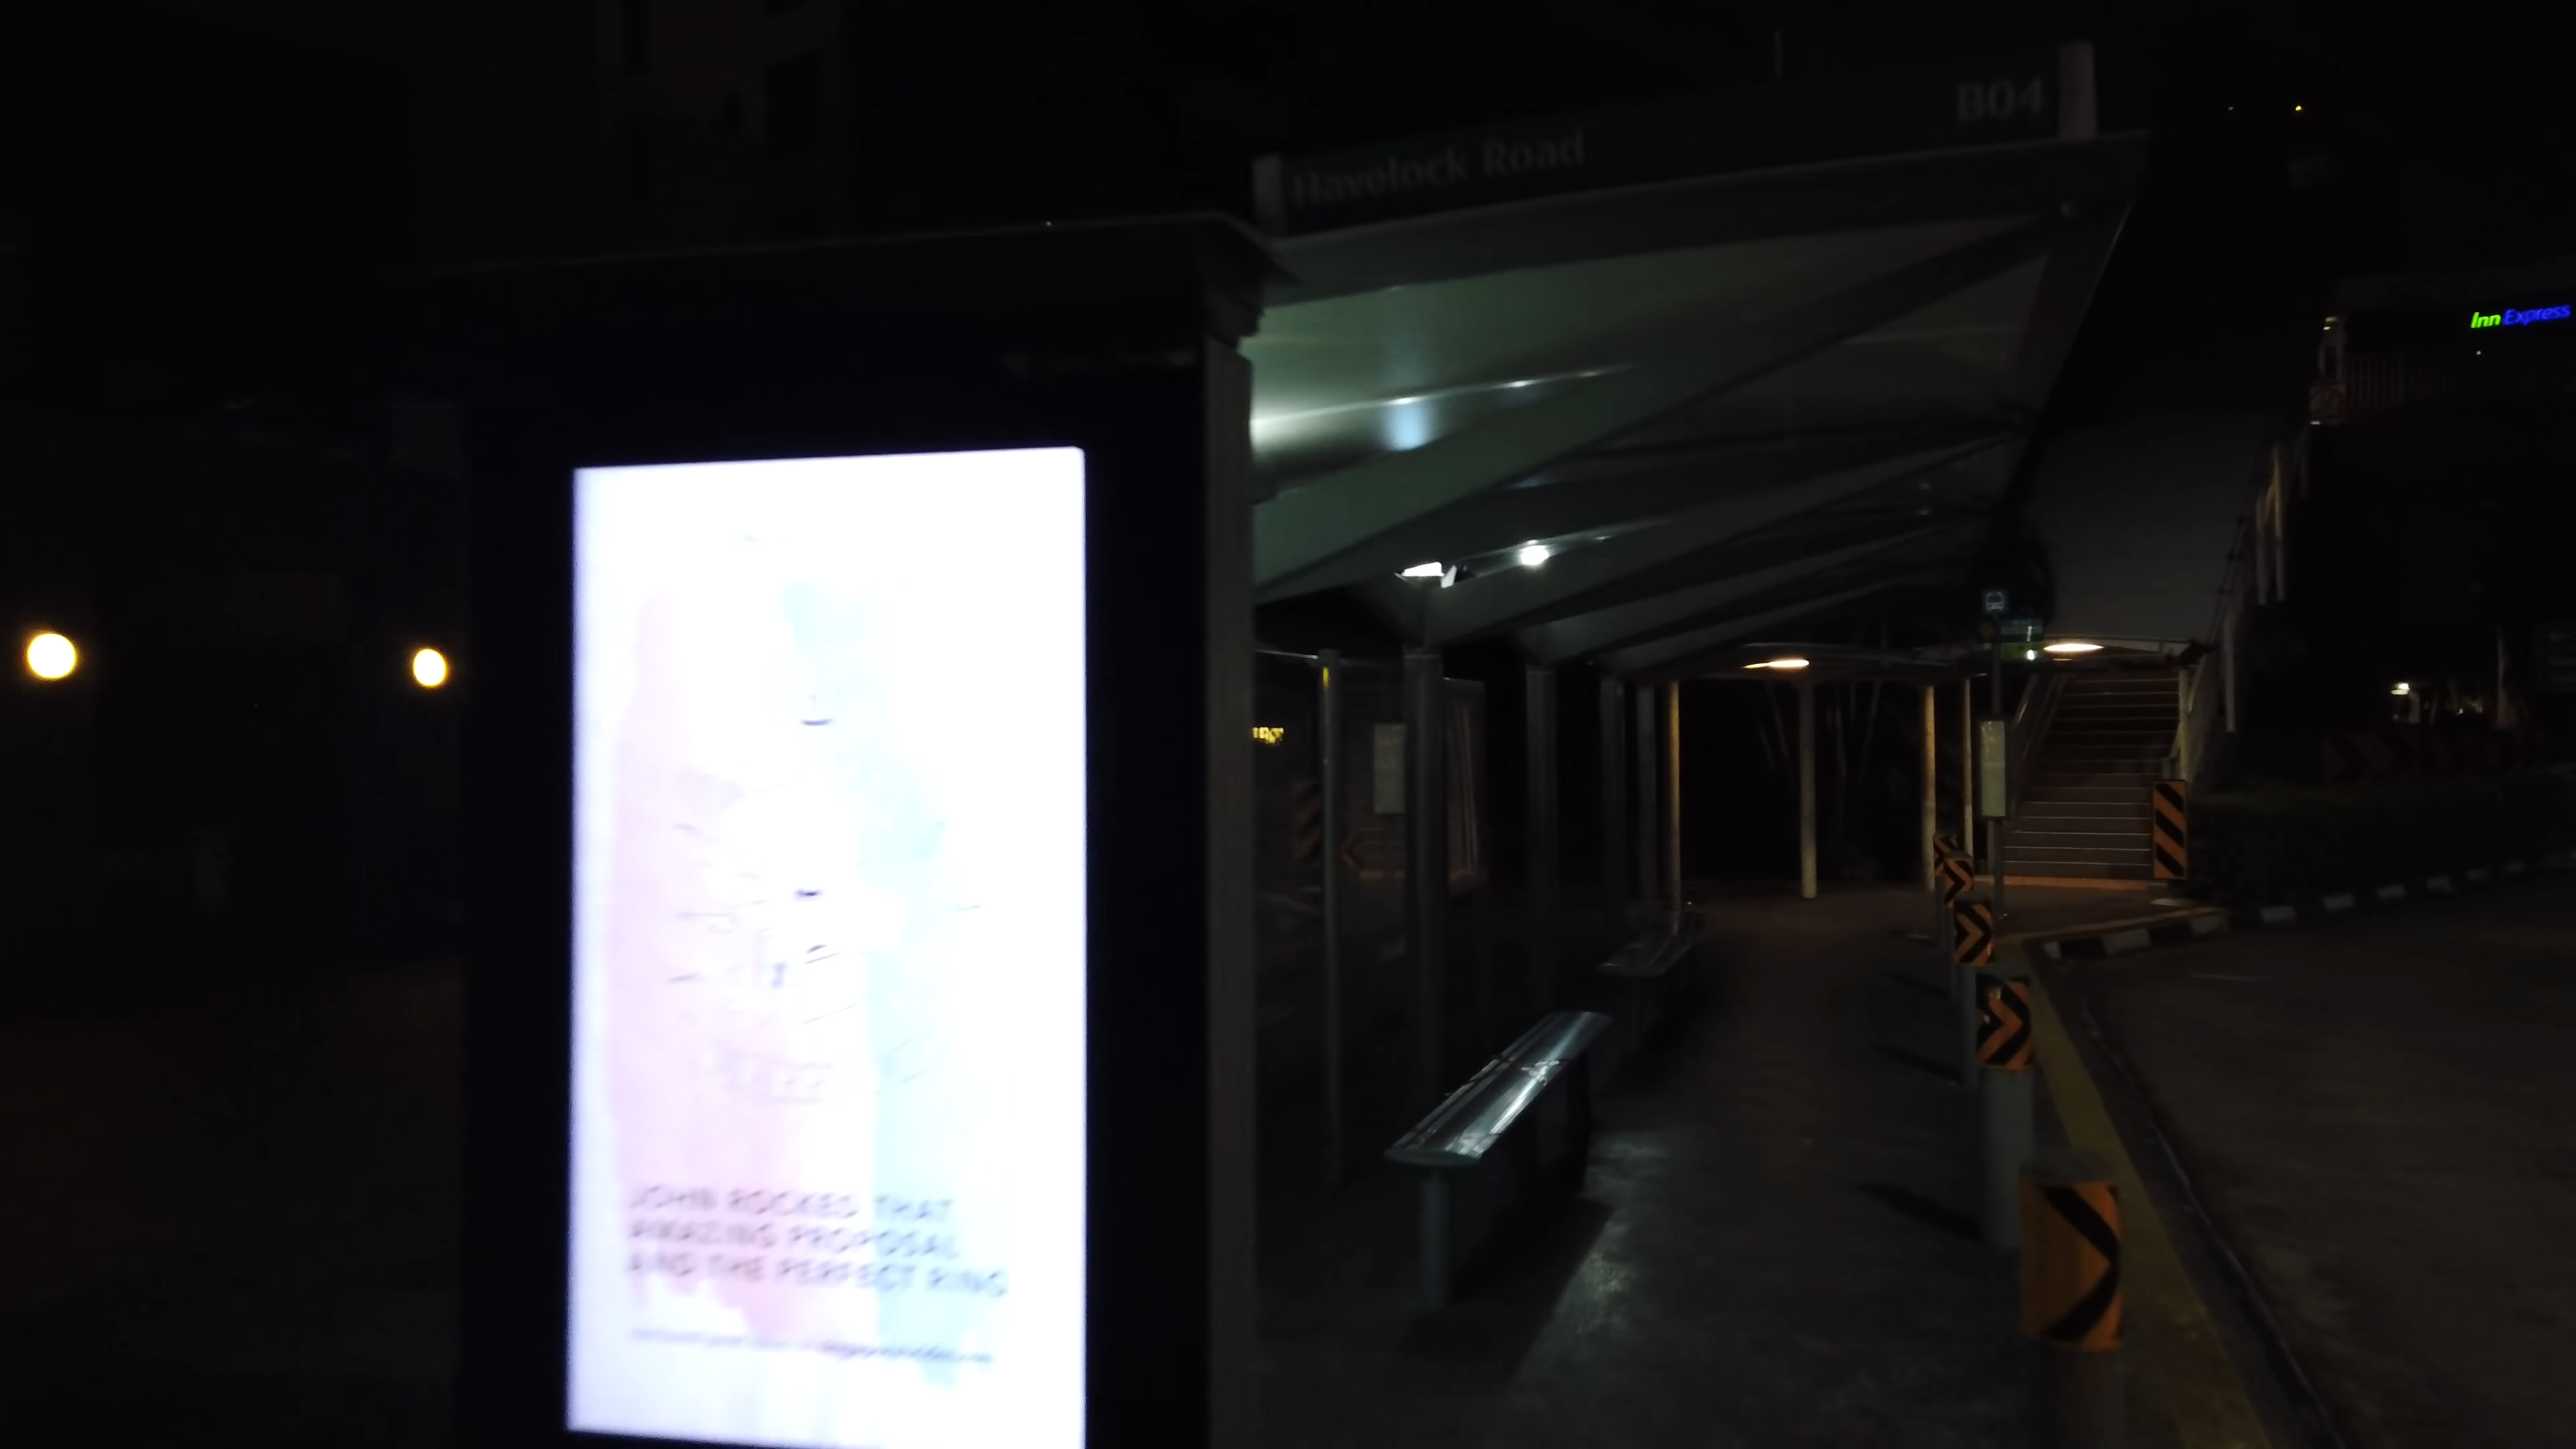 Havelock Road
B04
Inn Express
JOHN ROCKED THAT
AMAZING PROPOSAL
AND THE PERFECT RING